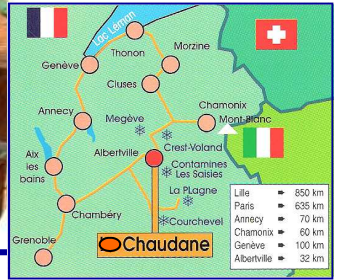 Lac Léman
Thonon
Morzine
Genève
Cluses
Chamonix
Annecy
Megève
Mont-Blanc
Albertville
Crest-Voland
Aix
les
bains
Contamines
Les Saisies
La PLagne
Chambéry
Courchevel
Grenoble
Chaudane
Lille 850 km
Paris 635 km
Annecy 70 km
Chamonix 60 km
Genève 100 km
Albertville 32 km